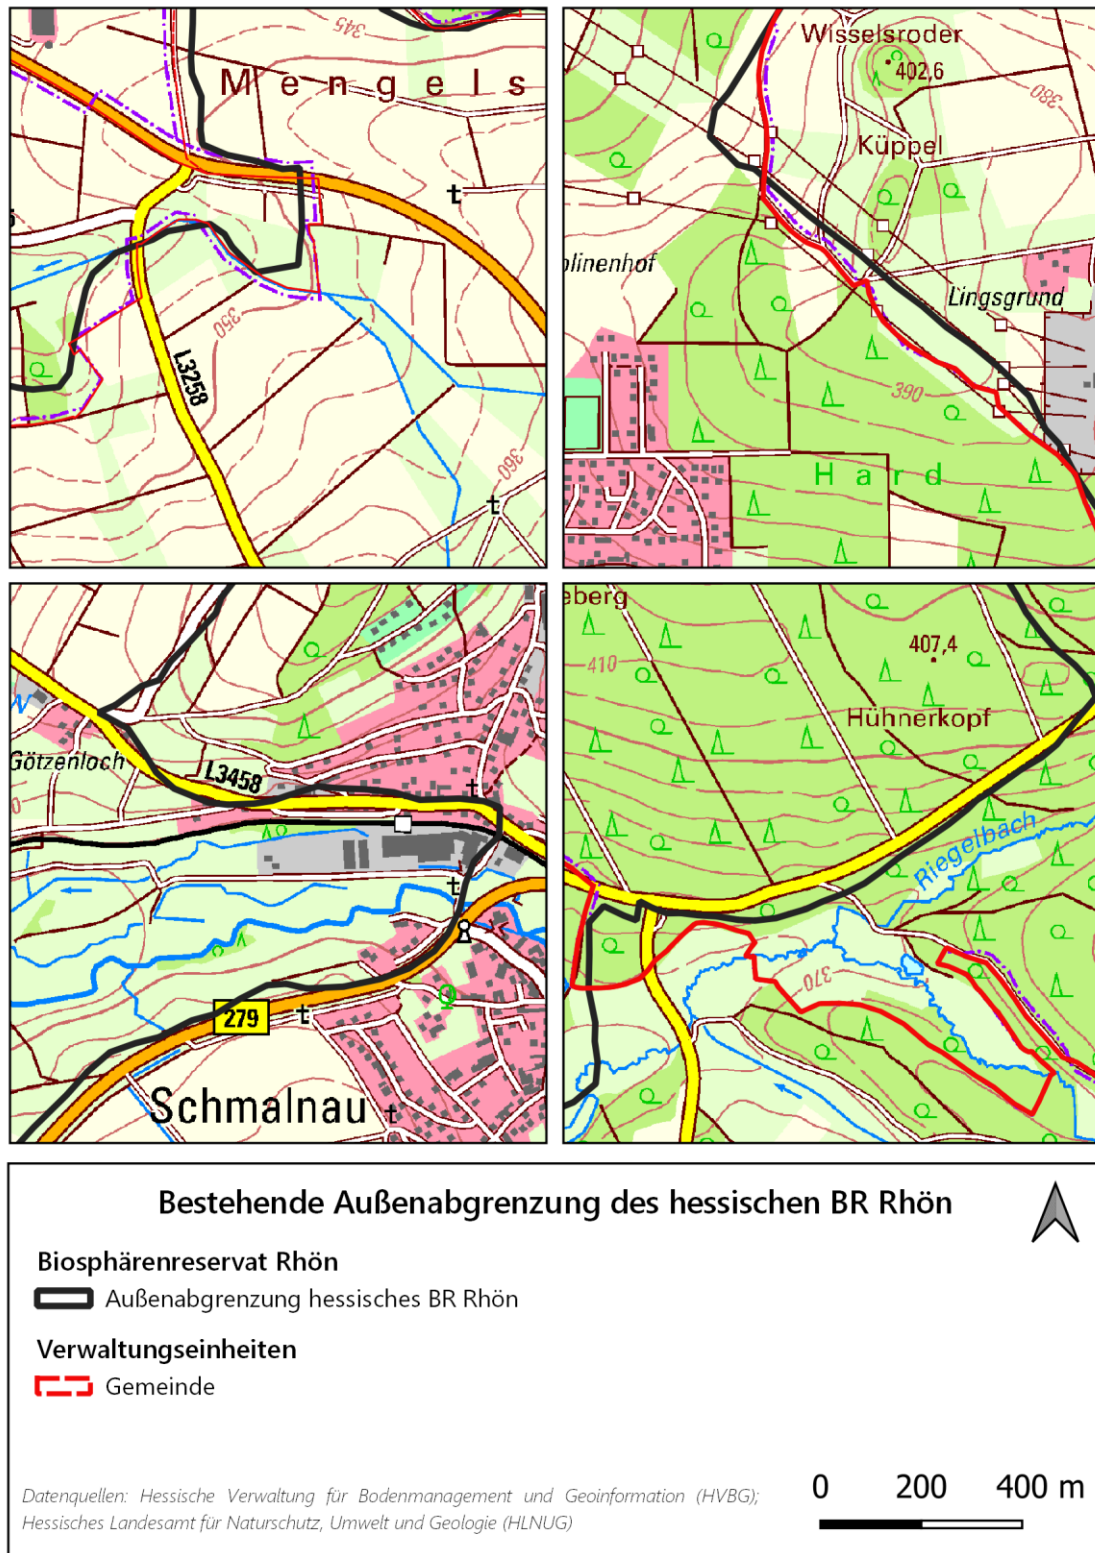 345
Mengels
350
L3258
360
t
t
Wisselsroder
402,6
380
Küppel
olinenhof
Lingsgrund
390
Hard
Götzenloch
L3458
279
Schmalnau
eberg
410
407,4
Hühnerkopf
Riegelbach
370
Bestehende Außenabgrenzung des hessischen BR Rhön
Biosphärenreservat Rhön
Außenabgrenzung hessisches BR Rhön
Verwaltungseinheiten
Gemeinde
Datenquellen: Hessische Verwaltung für Bodenmanagement und Geoinformation (HVBG);
Hessisches Landesamt für Naturschutz, Umwelt und Geologie (HLNUG)
0 200 400 m